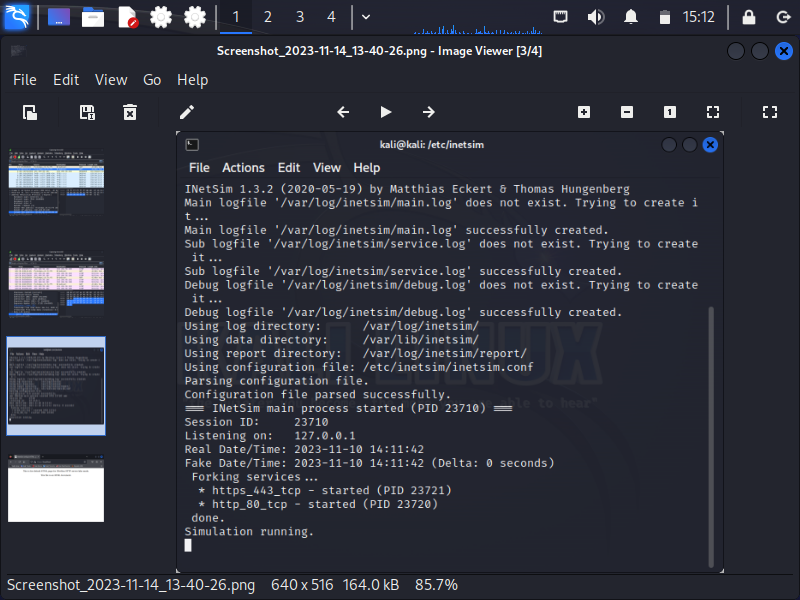 1 2 3 4 15:12
Screenshot_2023-11-14_13-40-26.png - Image Viewer [3/4]
File Edit View Go Help
1
kali@kali: /etc/inetsim
File Actions Edit View Help
INetSim 1.3.2 (2020-05-19) by Matthias Eckert & Thomas Hungenberg
Main logfile '/var/log/inetsim/main.log' does not exist. Trying to create i
t...
Main logfile '/var/log/inetsim/main.log' successfully created.
Sub logfile '/var/log/inetsim/service.log' does not exist. Trying to create
it...
Sub logfile '/var/log/inetsim/service.log' successfully created.
Debug logfile '/var/log/inetsim/debug.log' does not exist. Trying to create
it...
Debug logfile '/var/log/inetsim/debug.log' successfully created.
Using log directory: /var/log/inetsim/
Using data directory: /var/lib/inetsim/
Using report directory: /var/log/inetsim/report/
Using configuration file: /etc/inetsim/inetsim.conf
Parsing configuration file.
Configuration file parsed successfully.
=== INetSim main process started (PID 23710) ===
Session ID: 23710
Listening on: 127.0.0.1
Real Date/Time: 2023-11-10 14:11:42
Fake Date/Time: 2023-11-10 14:11:42 (Delta: 0 seconds)
Forking services...
* https_443_tcp - started (PID 23721)
* http_80_tcp - started (PID 23720)
done.
Simulation running.
Screenshot_2023-11-14_13-40-26.png 640 x 516 164.0 kB 85.7%